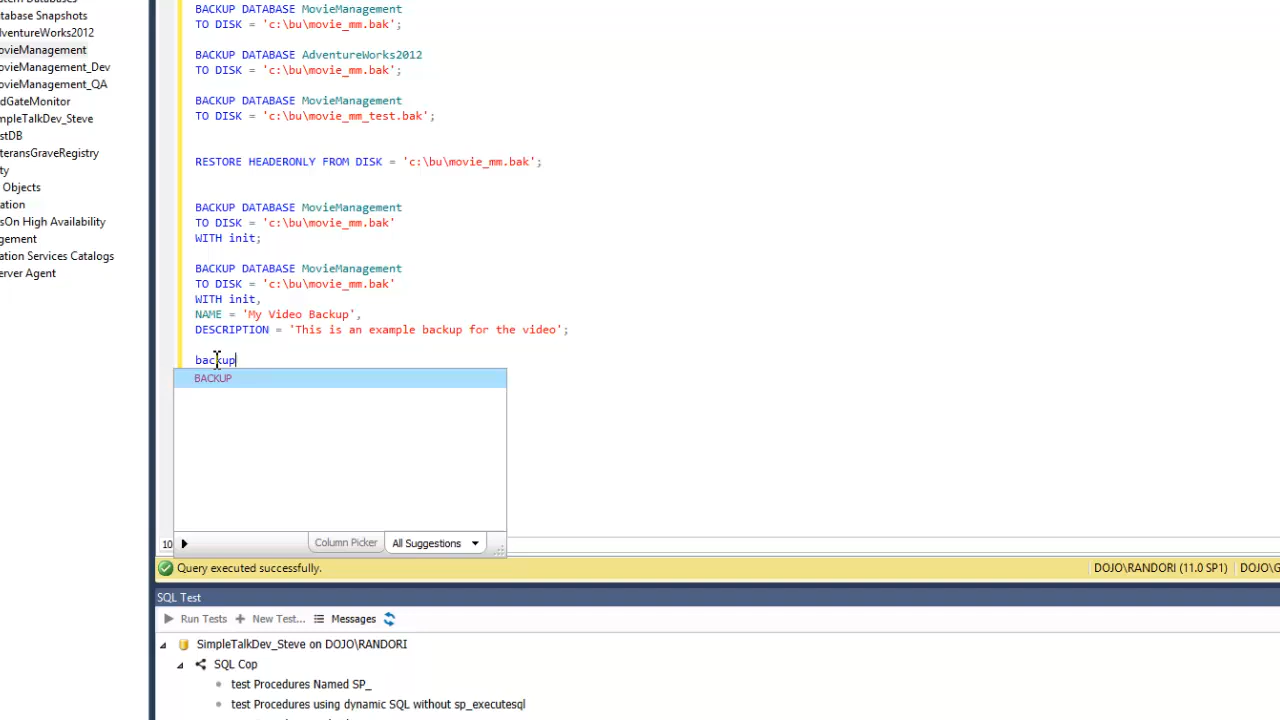 atabase Snapshots
dventureWorks2012
ovieManagement
ovieManagement_Dev
ovieManagement_QA
dGateMonitor
mpleTalkDev_Steve
stDB
teransGraveRegistry
ty
Objects
ation
sOn High Availability
gement
ation Services Catalogs
erver Agent
BACKUP DATABASE MovieManagement
TO DISK = 'c:\bu\movie_mm.bak';
BACKUP DATABASE AdventureWorks2012
TO DISK = 'c:\bu\movie_mm.bak';
BACKUP DATABASE MovieManagement
TO DISK = 'c:\bu\movie_mm_test.bak';
RESTORE HEADERONLY FROM DISK = 'c:\bu\movie_mm.bak';
BACKUP DATABASE MovieManagement
TO DISK = 'c:\bu\movie_mm.bak'
WITH init;
BACKUP DATABASE MovieManagement
TO DISK = 'c:\bu\movie_mm.bak'
WITH init,
NAME = 'My Video Backup',
DESCRIPTION = 'This is an example backup for the video';
backup
BACKUP
Column Picker All Suggestions
10
Query executed successfully. DOJO\RANDORI (11.0 SP1) DOJO\G
SQL Test
Run Tests New Test... Messages
SimpleTalkDev_Steve on DOJO\RANDORI
SQL Cop
test Procedures Named SP_
test Procedures using dynamic SQL without sp_executesql